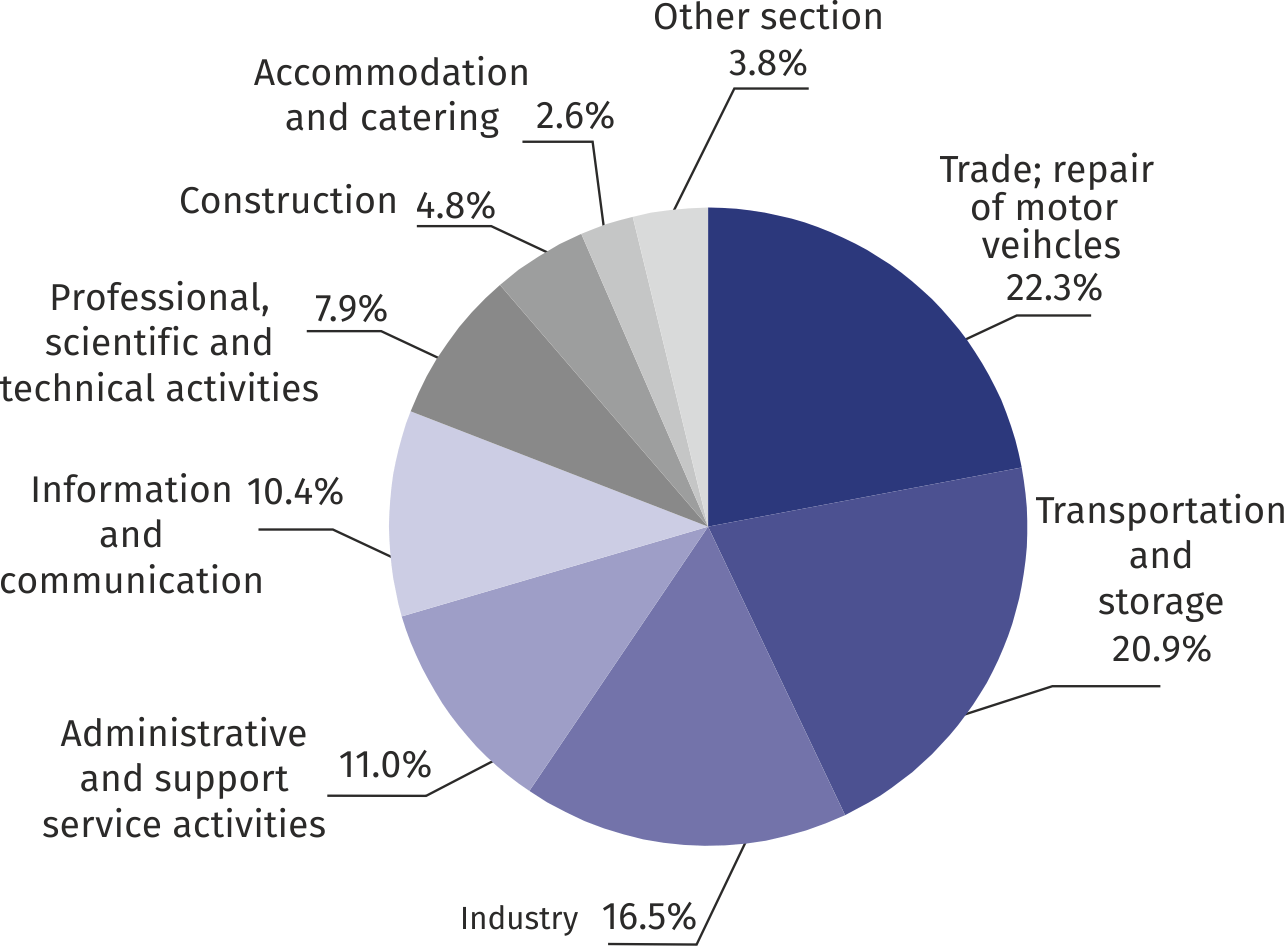 Other section
3.8%
Accommodation
and catering 2.6%
Trade; repair
of motor
veihcles
22.3%
Construction 4.8%
Professional, 7.9%
scientific and
technical activities
Information 10.4%
and
communication
Transportation
and
storage
20.9%
Administrative
and support 11.0%
service activities
Industry 16.5%